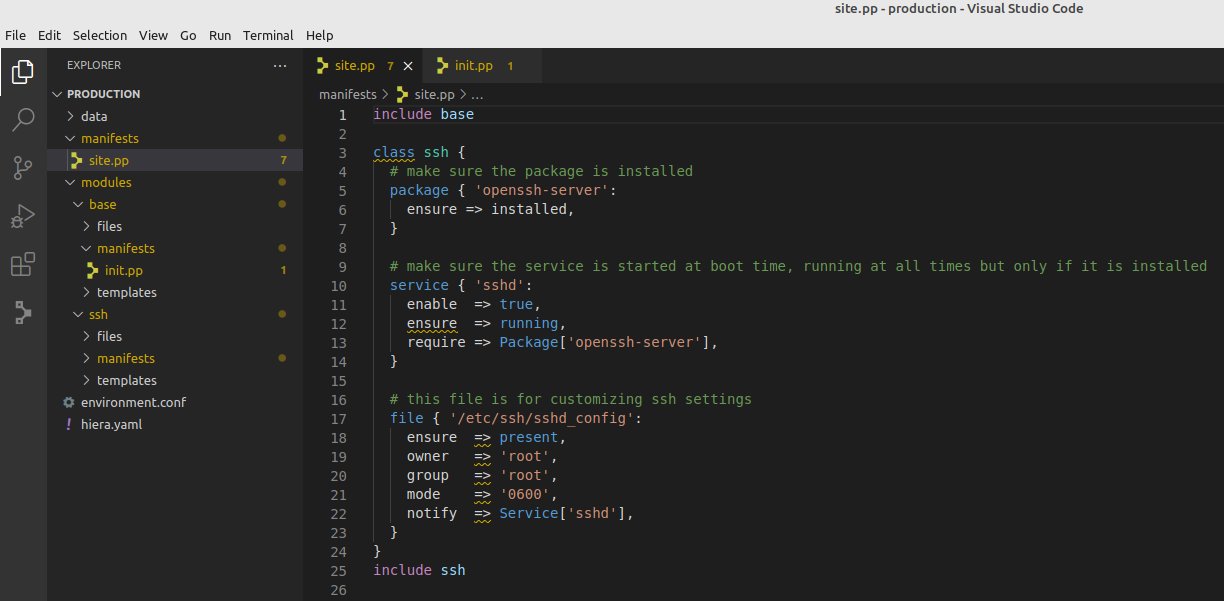 site.pp - production - Visual Studio Code
File Edit Selection View Go Run Terminal Help
EXPLORER ...
PRODUCTION
data
manifests
site.pp 7
modules
base
files
manifests
init.pp 1
templates
ssh
files
manifests
templates
environment.conf
! hiera.yaml
site.pp 7 × init.pp 1
manifests > site.pp > ...
1 include base
2
3 class ssh {
4   # make sure the package is installed
5   package { 'openssh-server':
6     ensure => installed,
7   }
8
9   # make sure the service is started at boot time, running at all times but only if it is installed
10   service { 'sshd':
11     enable  => true,
12     ensure  => running,
13     require => Package['openssh-server'],
14   }
15
16   # this file is for customizing ssh settings
17   file { '/etc/ssh/sshd_config':
18     ensure  => present,
19     owner   => 'root',
20     group   => 'root',
21     mode    => '0600',
22     notify  => Service['sshd'],
23   }
24 }
25 include ssh
26